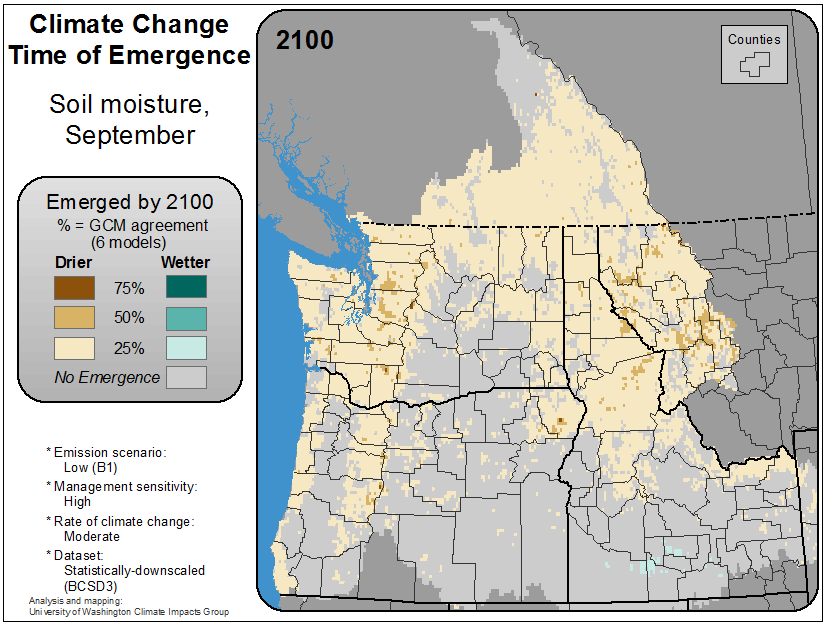 Climate Change
Time of Emergence
Soil moisture,
September
Emerged by 2100
% = GCM agreement
(6 models)
Drier Wetter
75%
50%
25%
No Emergence
* Emission scenario:
Low (B1)
* Management sensitivity:
High
* Rate of climate change:
Moderate
* Dataset:
Statistically-downscaled
(BCSD3)
Analysis and mapping:
University of Washington Climate Impacts Group
2100
Counties